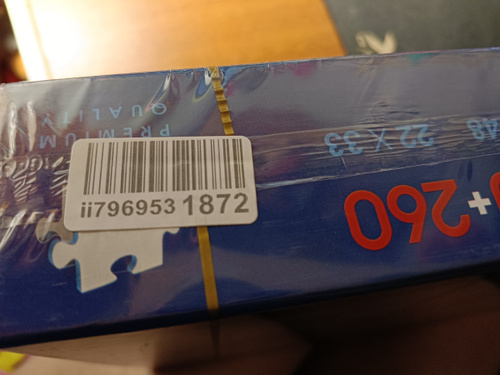 PREMIUM
QUALITY
22 X 33
+260
ii796953 1872